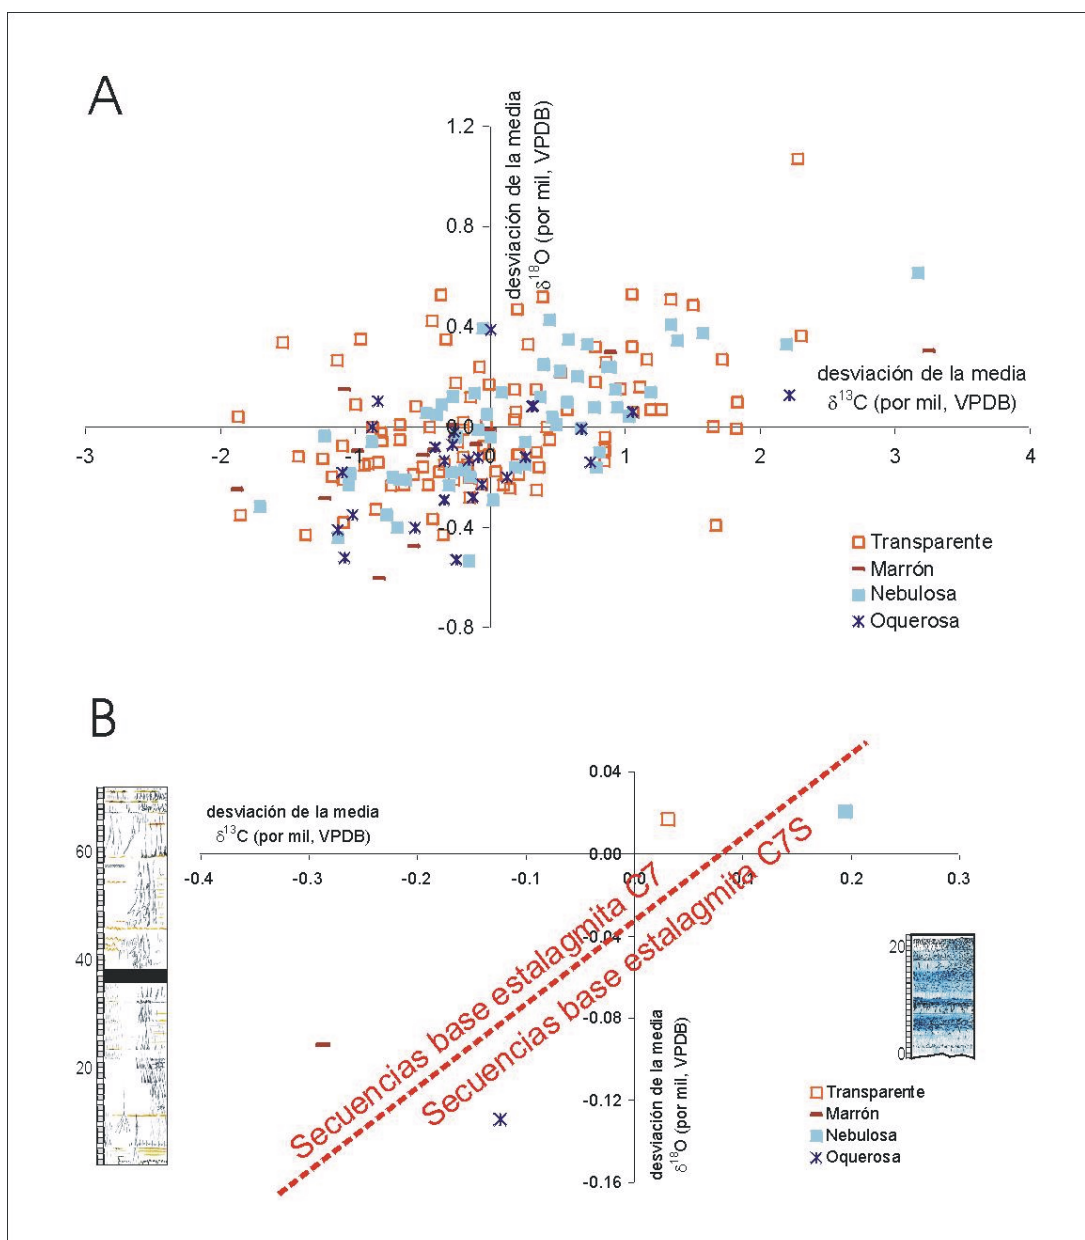 A
desviación de la media
δ18O (por mil, VPDB)
1.2
0.8
0.4
0.0
-0.4
-0.8
-3
-2
-1
0
1
2
3
4
desviación de la media
δ13C (por mil, VPDB)
Transparente
Marrón
Nebulosa
Oquerosa
B
desviación de la media
δ13C (por mil, VPDB)
0.04
0.00
-0.04
-0.08
-0.12
-0.16
-0.4
-0.3
-0.2
-0.1
0.0
0.1
0.2
0.3
60
40
20
Secuencias base estalagmita C7
Secuencias base estalagmita C7S
desviación de la media
δ18O (por mil, VPDB)
20
0
Transparente
Marrón
Nebulosa
Oquerosa